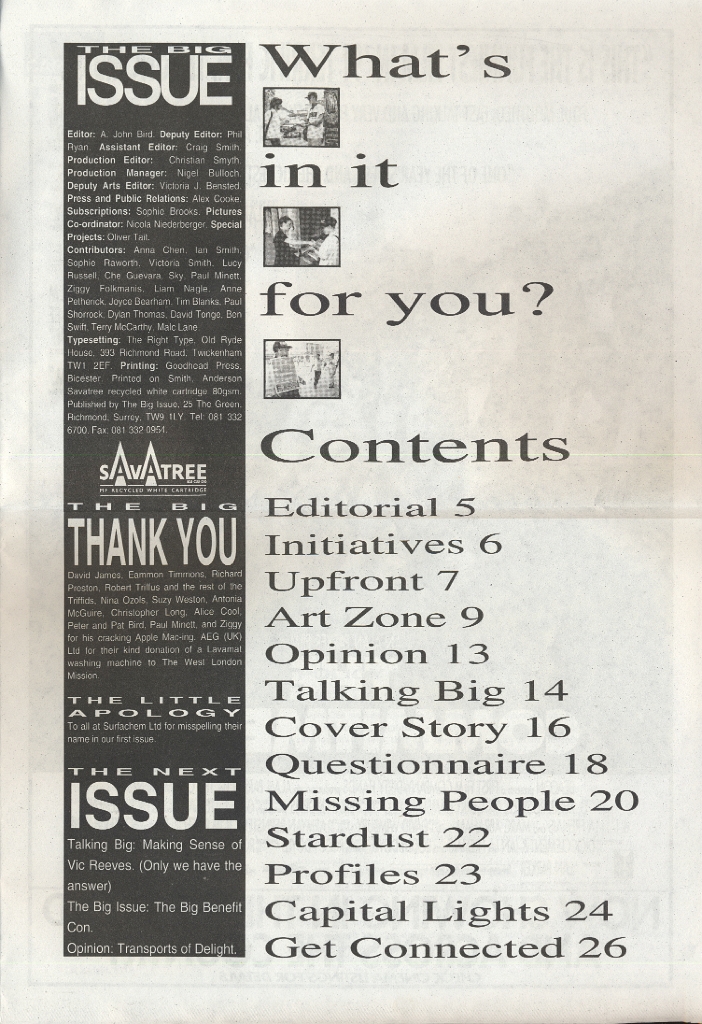 THE BIG
ISSUE
Editor: A. John Bird. Deputy Editor: Phil
Ryan. Assistant Editor: Craig Smith.
Production Editor: Christian Smyth.
Production Manager: Nigel Bulloch.
Deputy Arts Editor: Victoria J. Bensted.
Press and Public Relations: Alex Cooke.
Subscriptions: Sophie Brooks. Pictures
Co-ordinator: Nicola Niederberger. Special
Projects: Oliver Tait.
Contributors: Anna Chen, Ian Smith,
Sophie Raworth, Victoria Smith, Lucy
Russell, Che Guevara, Sky, Paul Minett,
Ziggy Folkmanis, Liam Nagle, Anne
Petherick, Joyce Bearham, Tim Blanks, Paul
Shorrock, Dylan Thomas, David Tonge, Ben
Swift, Terry McCarthy, Malc Lane
Typesetting: The Right Type, Old Ryde
House, 393 Richmond Road, Twickenham
TW1 2EF. Printing: Goodhead Press,
Bicester. Printed on Smith, Anderson
Savatree recycled white cartridge 80gsm.
Published by The Big Issue, 25 The Green,
Richmond, Surrey, TW9 1LY. Tel: 081 332
6700. Fax: 081 332 0954.
SAVATREE
RECYCLED WHITE CARTRIDGE
THE BIG
THANK YOU
David James, Eammon Timmons, Richard
Preston, Robert Trillus and the rest of the
Triffids, Nina Ozols, Suzy Weston, Antonia
McGuire, Christopher Long, Alice Cool,
Peter and Pat Bird, Paul Minett, and Ziggy
for his cracking Apple Mac-ing. AEG (UK)
Ltd for their kind donation of a Lavamat
washing machine to The West London
Mission.
THE LITTLE
APOLOGY
To all at Surfachem Ltd for misspelling their
name in our first issue.
THE NEXT
ISSUE
Talking Big: Making Sense of
Vic Reeves. (Only we have the
answer)
The Big Issue: The Big Benefit
Con.
Opinion: Transports of Delight.
What's
in it
for you?
Contents
Editorial 5
Initiatives 6
Upfront 7
Art Zone 9
Opinion 13
Talking Big 14
Cover Story 16
Questionnaire 18
Missing People 20
Stardust 22
Profiles 23
Capital Lights 24
Get Connected 26